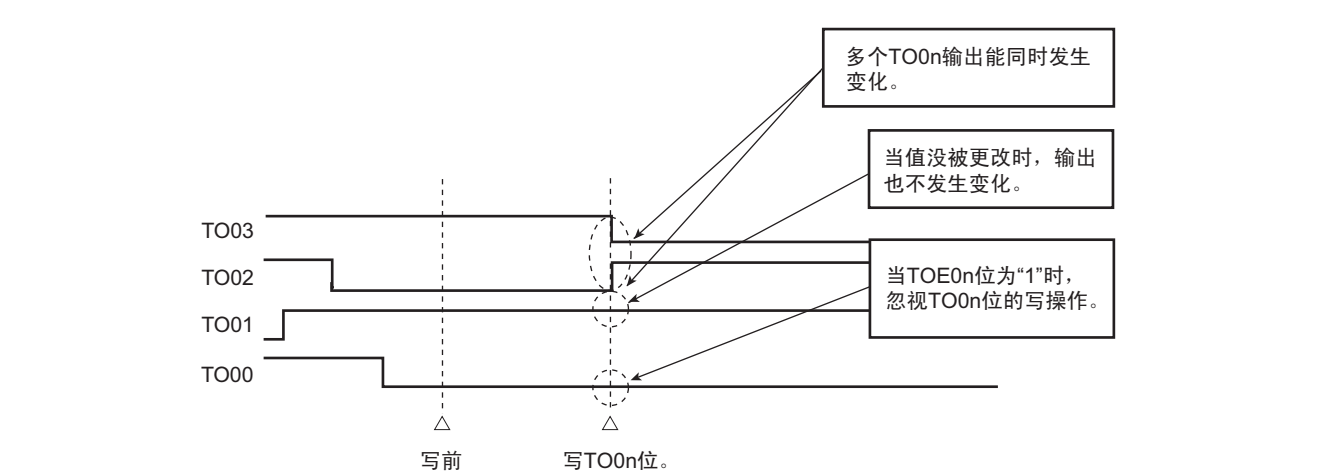 多个TO0n输出能同时发生
变化。
当值没被更改时，输出
也不发生变化。
TO03
TO02
当TOE0n位为“1”时，
忽视TO0n位的写操作。
TO01
TO00
写前
写TO0n位。